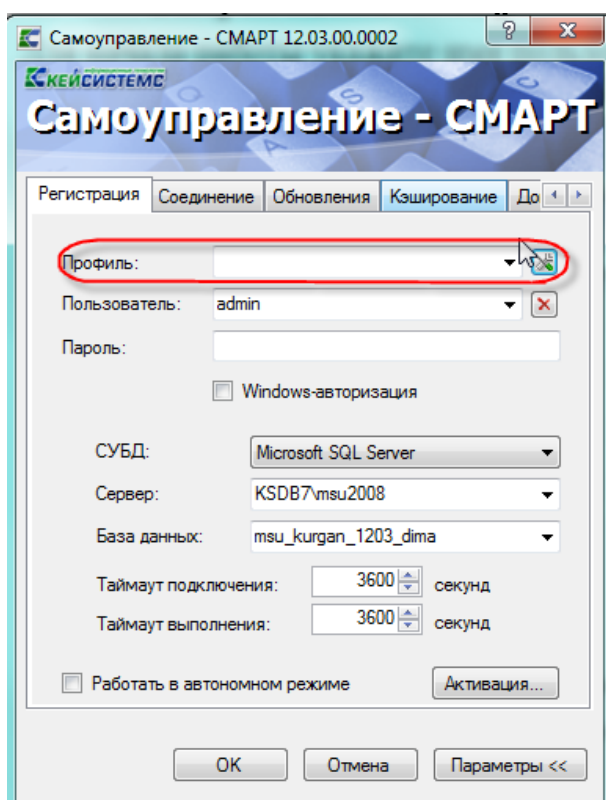 Самоуправление - СМАРТ 12.03.00.0002
КЕЙСИСТЕМС
Самоуправление - СМАРТ
Регистрация Соединение Обновления Кэширование До
Профиль:
Пользователь: admin
Пароль:
Windows-авторизация
СУБД: Microsoft SQL Server
Сервер: KSDB7\msu2008
База данных: msu_kurgan_1203_dima
Таймаут подключения: 3600 секунд
Таймаут выполнения: 3600 секунд
Работать в автономном режиме Активация...
OK Отмена Параметры <<